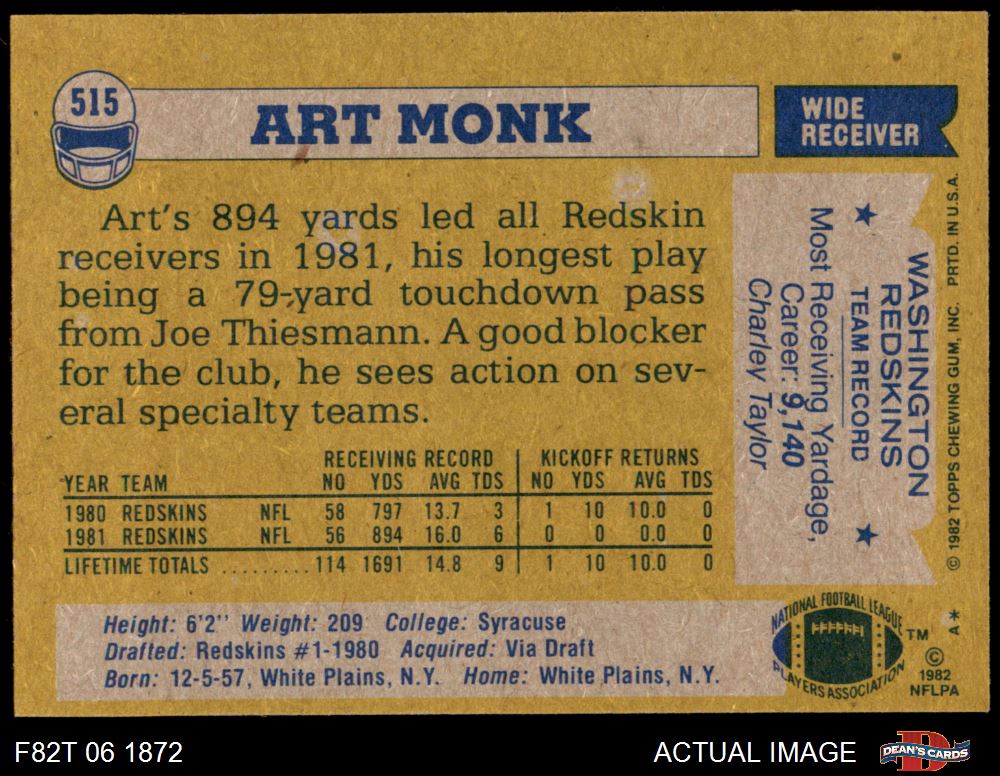 515
ART MONK
WIDE
RECEIVER
Art's 894 yards led all Redskin
receivers in 1981, his longest play
being a 79-yard touchdown pass
from Joe Thiesmann. A good blocker
for the club, he sees action on sev-
eral specialty teams.
RECEIVING RECORD KICKOFF RETURNS
YEAR TEAM NO YDS AVG TDS NO YDS AVG TDS
1980 REDSKINS NFL 58 797 13.7 3 1 10 10.0 0
1981 REDSKINS NFL 56 894 16.0 6 0 0 0.0 0
LIFETIME TOTALS ......... 114 1691 14.8 9 1 10 10.0 0
Height: 6'2" Weight: 209 College: Syracuse
Drafted: Redskins #1-1980 Acquired: Via Draft
Born: 12-5-57, White Plains, N.Y. Home: White Plains, N.Y.
WASHINGTON
REDSKINS
★ TEAM RECORD ★
Most Receiving Yardage,
Career: 9,140
Charley Taylor
© 1982 TOPPS CHEWING GUM, INC. PRTD. IN U.S.A.
NATIONAL FOOTBALL LEAGUE
PLAYERS ASSOCIATION
TM
A*
©
1982
NFLPA
F82T 06 1872
ACTUAL IMAGE
D
DEAN'S CARDS